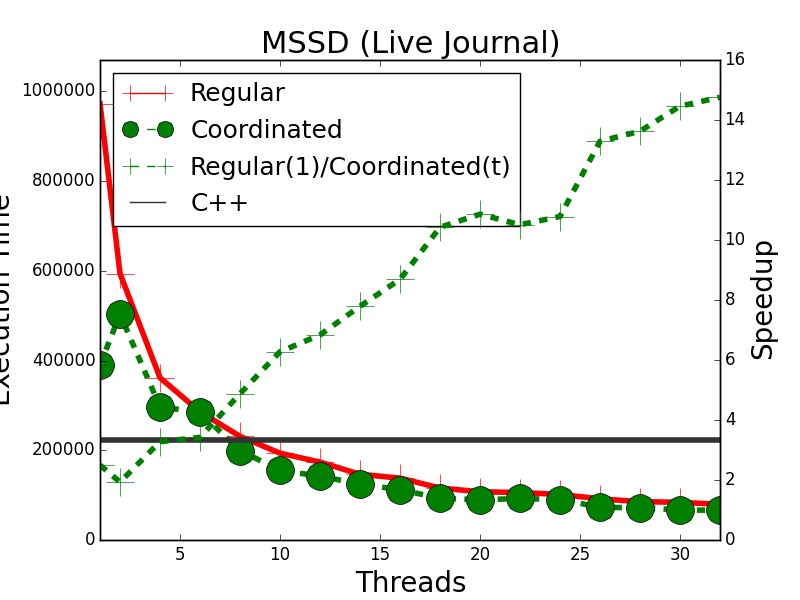 MSSD (Live Journal)
Regular
Coordinated
Regular(1)/Coordinated(t)
C++
1000000
800000
600000
400000
200000
0
Execution Time
16
14
12
10
8
6
4
2
0
Speedup
5
10
15
20
25
30
Threads